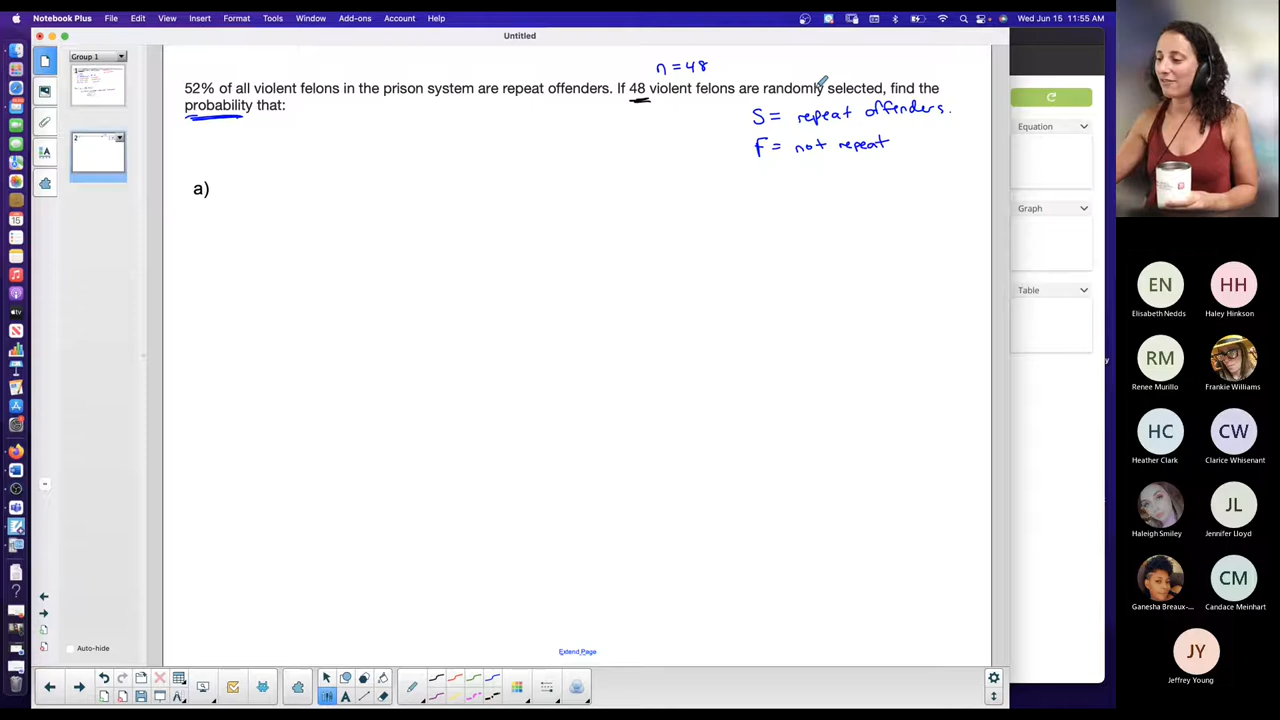 Notebook Plus File Edit View Insert Format Tools Window Add-ons Account Help
Wed Jun 15 11:55 AM
Untitled
Group 1
n = 48
52% of all violent felons in the prison system are repeat offenders. If 48 violent felons are randomly selected, find the
probability that:
S = repeat offenders.
F = not repeat
a)
Equation
Graph
Table
Extend Page
Auto-hide
EN
Elisabeth Nedds
HH
Haley Hinkson
RM
Renee Murillo
Frankie Williams
HC
Heather Clark
CW
Clarice Whisenant
Haleigh Smiley
JL
Jennifer Lloyd
Ganesha Breaux-...
CM
Candace Meinhart
JY
Jeffrey Young